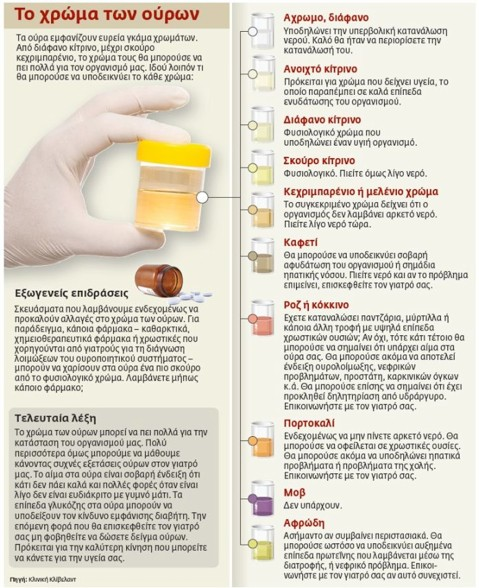 Το χρώμα των ούρων
Τα ούρα εμφανίζουν ευρεία γκάμα χρωμάτων.
Από διάφανο κίτρινο, μέχρι σκούρο
κεχριμπαρένιο, το χρώμα τους θα μπορούσε να
πει πολλά για τον οργανισμό μας. Ιδού λοιπόν τι
θα μπορούσε να υποδεικνύει το κάθε χρώμα:
Εξωγενείς επιδράσεις
Σκευάσματα που λαμβάνουμε ενδεχομένως να
προκαλούν αλλαγές στο χρώμα των ούρων. Για
παράδειγμα, κάποια φάρμακα – καθαρκτικά,
χημειοθεραπευτικά φάρμακα ή χρωστικές που
χορηγούνται από γιατρούς για τη διάγνωση
λοιμώξεων του ουροποητικού συστήματος –
μπορούν να χαρίσουν στα ούρα ένα πιο σκούρο
από το φυσιολογικό χρώμα. Λαμβάνετε μήπως
κάποιο φάρμακο;
Τελευταία λέξη
Το χρώμα των ούρων μπορεί να πει πολλά για την
κατάσταση του οργανισμού μας. Πολύ
περισσότερα όμως μπορούμε να μάθουμε
κάνοντας συχνές εξετάσεις ούρων στον γιατρό
μας. Το αίμα στα ούρα είναι σοβαρή ένδειξη ότι
κάτι δεν πάει καλά και πολλές φορές όταν είναι
λίγο δεν είναι ευδιάκριτο με γυμνό μάτι. Τα
επίπεδα γλυκόζης στα ούρα μπορούν να
υποδείξουν τον κίνδυνο εμφάνισης διαβήτη. Την
επόμενη φορά που θα επισκεφθείτε τον γιατρό
σας μη φοβηθείτε να δώσετε δείγμα ούρων.
Πρόκειται για την καλύτερη κίνηση που μπορείτε
να κάνετε για την υγεία σας.
Πηγή: Κλινική Κλίβελαντ
Αχρωμο, διάφανο
Υποδηλώνει την υπερβολική κατανάλωση
νερού. Καλό θα ήταν να περιορίσετε την
κατανάλωσή του.
Ανοιχτό κίτρινο
Πρόκειται για χρώμα που δείχνει υγεία, το
οποίο παραπέμπει σε καλά επίπεδα
ενυδάτωσης του οργανισμού.
Διάφανο κίτρινο
Φυσιολογικό χρώμα που
υποδηλώνει έναν υγιή οργανισμό.
Σκούρο κίτρινο
Φυσιολογικό. Πιείτε όμως λίγο νερό.
Κεχριμπαρένιο ή μελένιο χρώμα
Το συγκεκριμένο χρώμα δείχνει ότι ο
οργανισμός δεν λαμβάνει αρκετό νερό.
Πιείτε λίγο νερό τώρα.
Καφετί
Θα μπορούσε να υποδεικνύει σοβαρή
αφυδάτωση του οργανισμού ή σημάδια
ηπατικής νόσου. Πιείτε νερό και αν το πρόβλημα
επιμείνει, επισκεφθείτε τον γιατρό σας.
Ροζ ή κόκκινο
Εχετε καταναλώσει παντζάρια, μύρτιλλα ή
κάποια άλλη τροφή με υψηλά επίπεδα
χρωστικών ουσιών; Αν όχι, τότε κάτι τέτοιο θα
μπορούσε να σημαίνει ότι υπάρχει αίμα στα
ούρα σας. Θα μπορούσε ακόμα να αποτελεί
ένδειξη ουρολοίμωξης, νεφρικών
προβλημάτων, προστάτη, καρκινικών όγκων
κ.ά. Θα μπορούσε επίσης να σημαίνει ότι έχει
προκληθεί δηλητηρίαση από υδράργυρο.
Επικοινωνήστε με τον γιατρό σας.
Πορτοκαλί
Ενδεχομένως να μην πίνετε αρκετό νερό. Θα
μπορούσε να οφείλεται σε χρωστικές ουσίες.
Θα μπορούσε ακόμα να υποδηλώνει ηπατικά
προβλήματα ή προβλήματα της χολής.
Επικοινωνήστε με τον γιατρό σας.
Μοβ
Δεν υπάρχουν.
Αφρώδη
Ασήμαντο αν συμβαίνει περιστασιακά. Θα
μπορούσε ωστόσο να υποδεικνύει αυξημένα
επίπεδα πρωτεΐνης που λαμβάνεται μέσω της
διατροφής, ή νεφρικό πρόβλημα. Επικοι-
νωνήστε με τον γιατρό σας αν αυτό συνεχιστεί.